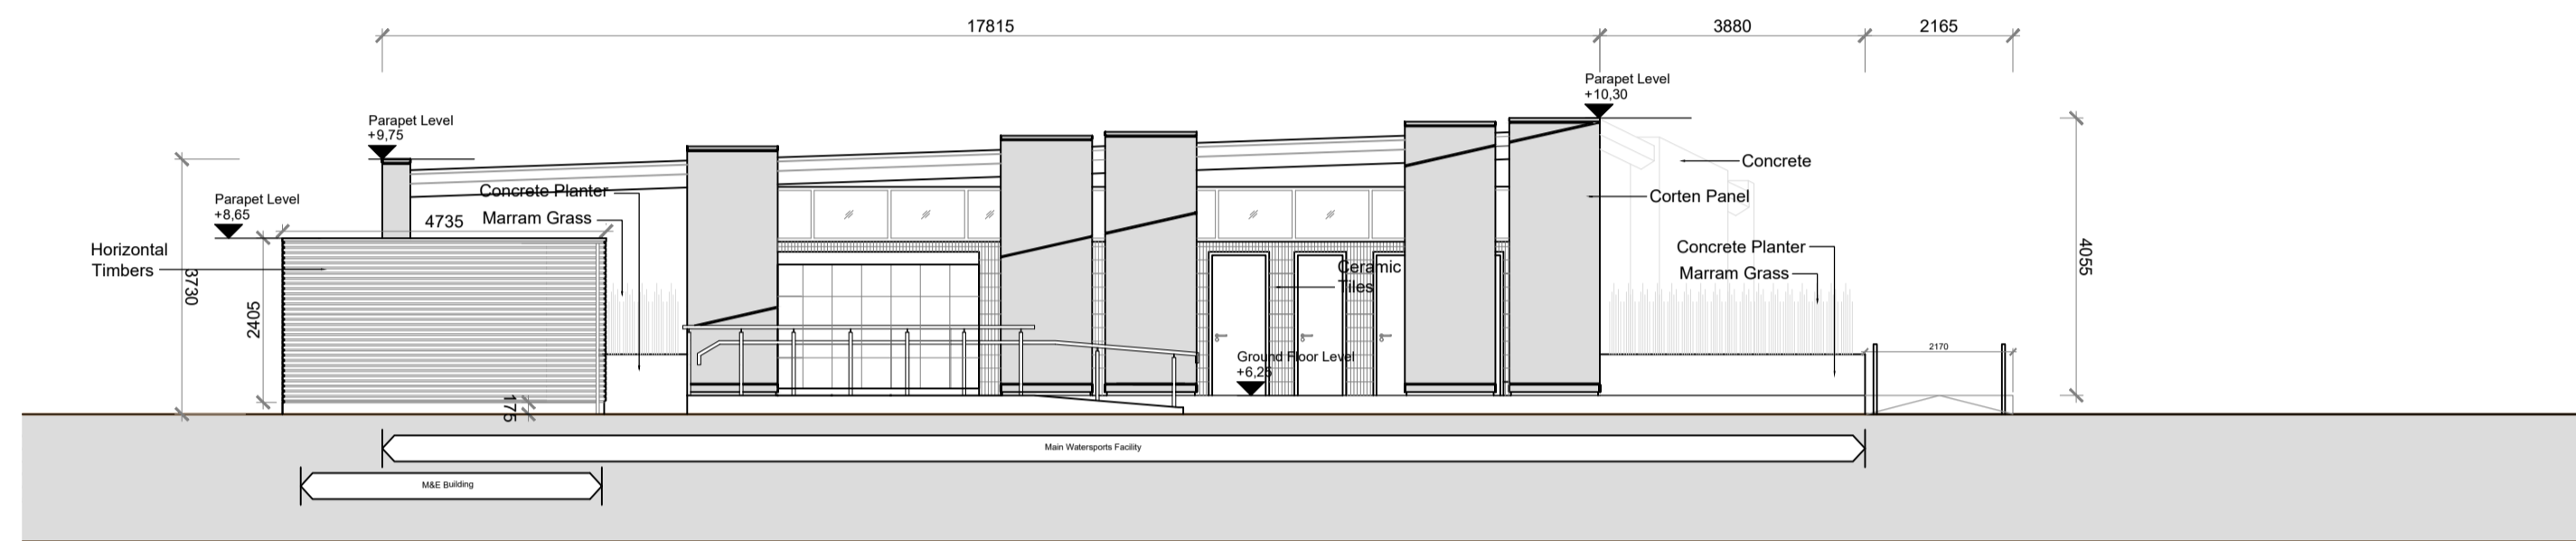 17815
3880
2165
Parapet Level
+10,30
Parapet Level
+9,75
Concrete
Concrete Planter
Corten Panel
Parapet Level
+8,65
4735
Marram Grass
Horizontal
Timbers
3730
2405
Concrete Planter
Marram Grass
4055
Ceramic
Tiles
Ground Floor Level
+6,25
2170
175
Main Watersports Facility
M&E Building